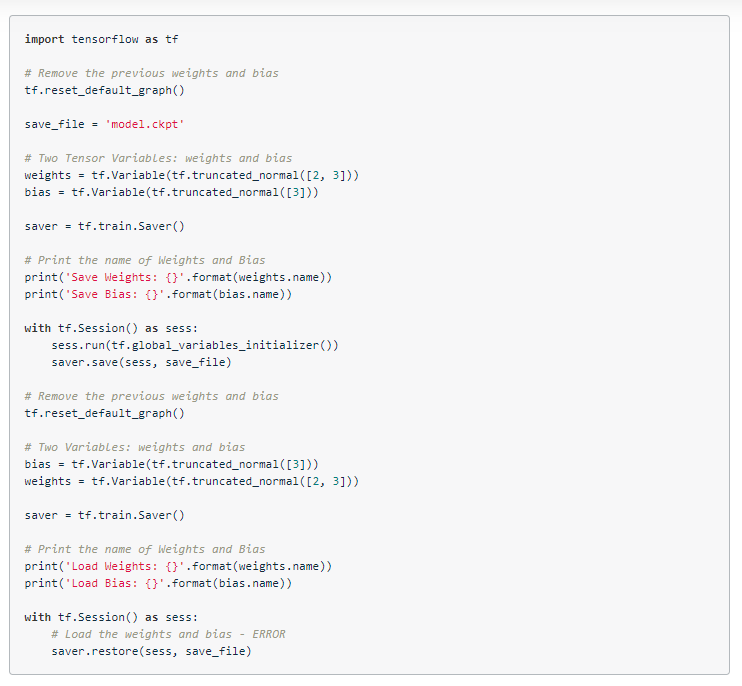 import tensorflow as tf
# Remove the previous weights and bias
tf.reset_default_graph()
save_file = 'model.ckpt'
# Two Tensor Variables: weights and bias
weights = tf.Variable(tf.truncated_normal([2, 3]))
bias = tf.Variable(tf.truncated_normal([3]))
saver = tf.train.Saver()
# Print the name of Weights and Bias
print('Save Weights: {}'.format(weights.name))
print('Save Bias: {}'.format(bias.name))
with tf.Session() as sess:
    sess.run(tf.global_variables_initializer())
    saver.save(sess, save_file)
# Remove the previous weights and bias
tf.reset_default_graph()
# Two Variables: weights and bias
bias = tf.Variable(tf.truncated_normal([3]))
weights = tf.Variable(tf.truncated_normal([2, 3]))
saver = tf.train.Saver()
# Print the name of Weights and Bias
print('Load Weights: {}'.format(weights.name))
print('Load Bias: {}'.format(bias.name))
with tf.Session() as sess:
    # Load the weights and bias - ERROR
    saver.restore(sess, save_file)